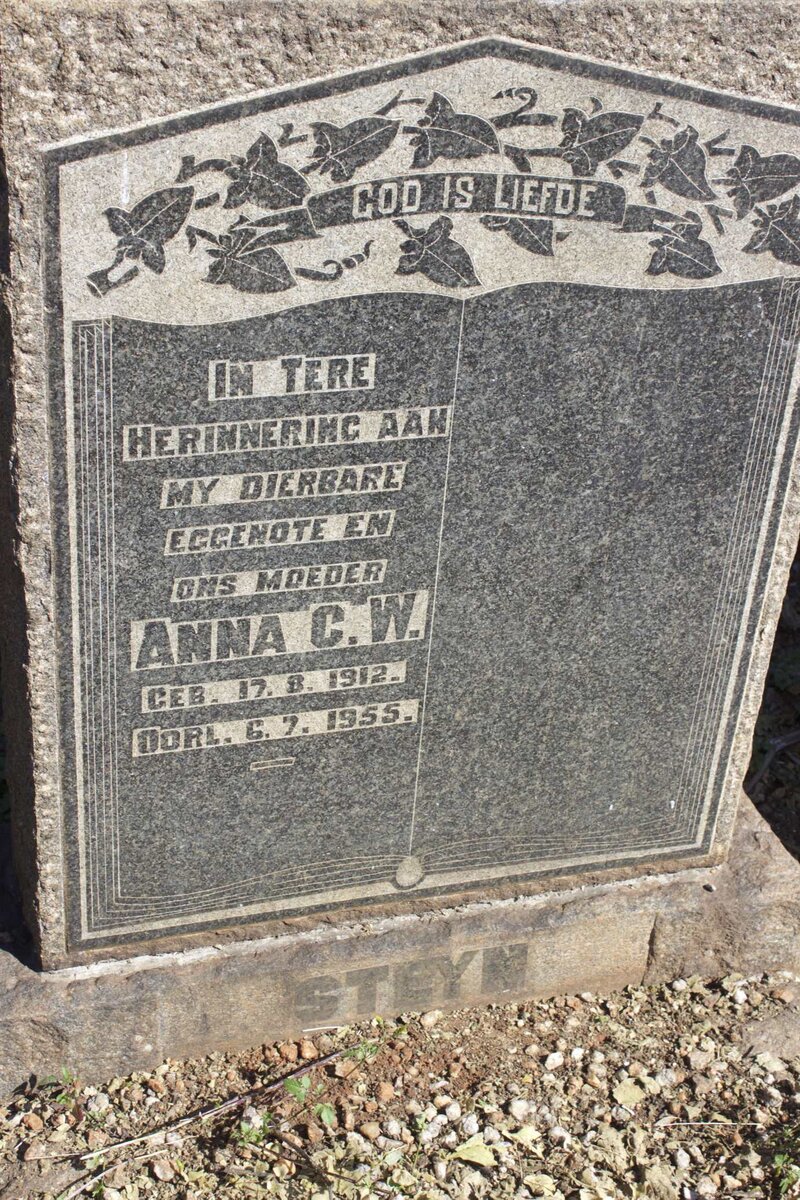 GOD IS LIEFDE
IN TERE
HERINNERING AAN
MY DIERBARE
EGGENOTE EN
ONS MOEDER
ANNA C.W.
GEB. 17. 8. 1912.
OORL. 6. 7. 1955.
STEYN